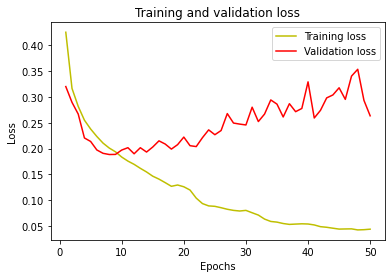 Training and validation loss
Training loss
Validation loss
0.40
0.35
0.30
0.25
0.20
0.15
0.10
0.05
Loss
0 10 20 30 40 50
Epochs